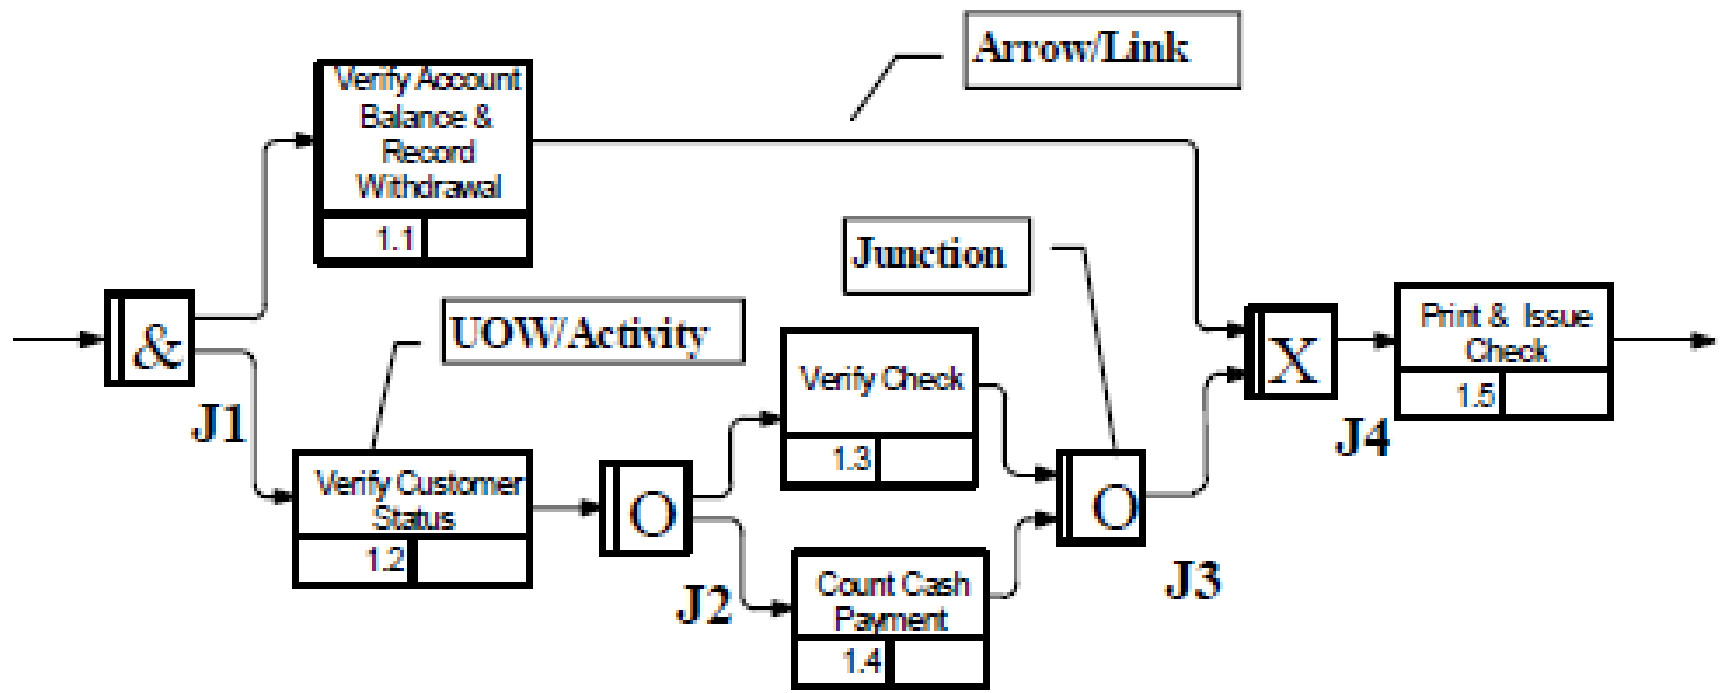 Arrow/Link
Verify Account
Balance &
Record
Withdrawal
1.1
Junction
&
J1
UOW/Activity
Verify Customer
Status
1.2
O
J2
Verify Check
1.3
Count Cash
Payment
1.4
O
J3
X
J4
Print & Issue
Check
1.5